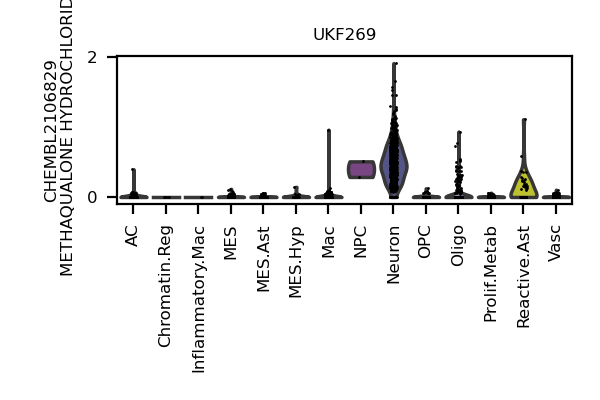 UKF269
CHEMBL2106829
METHAQUALONE HYDROCHLORID
2
0
AC
Chromatin.Reg
Inflammatory.Mac
MES
MES.Ast
MES.Hyp
Mac
NPC
Neuron
OPC
Oligo
Prolif.Metab
Reactive.Ast
Vasc